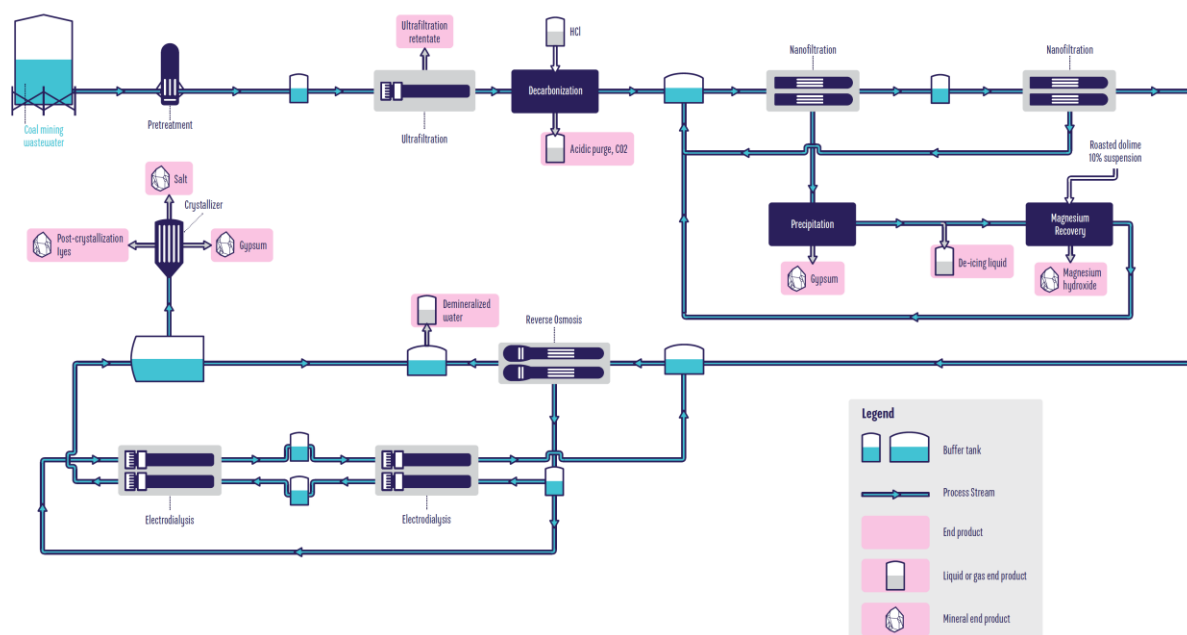 Ultrafiltration
retentate
HCl
Nanofiltration
Nanofiltration
Decarbonization
Coal mining
wastewater
Pretreatment
Ultrafiltration
Acidic purge, CO2
Roasted dolime
10% suspension
Salt
Crystallizer
Post-crystallization
lyes
Gypsum
Precipitation
Magnesium
Recovery
De-icing liquid
Gypsum
Magnesium
hydroxide
Demineralized
water
Reverse Osmosis
Electrodialysis
Electrodialysis
Legend
Buffer tank
Process Stream
End product
Liquid or gas end product
Mineral end product